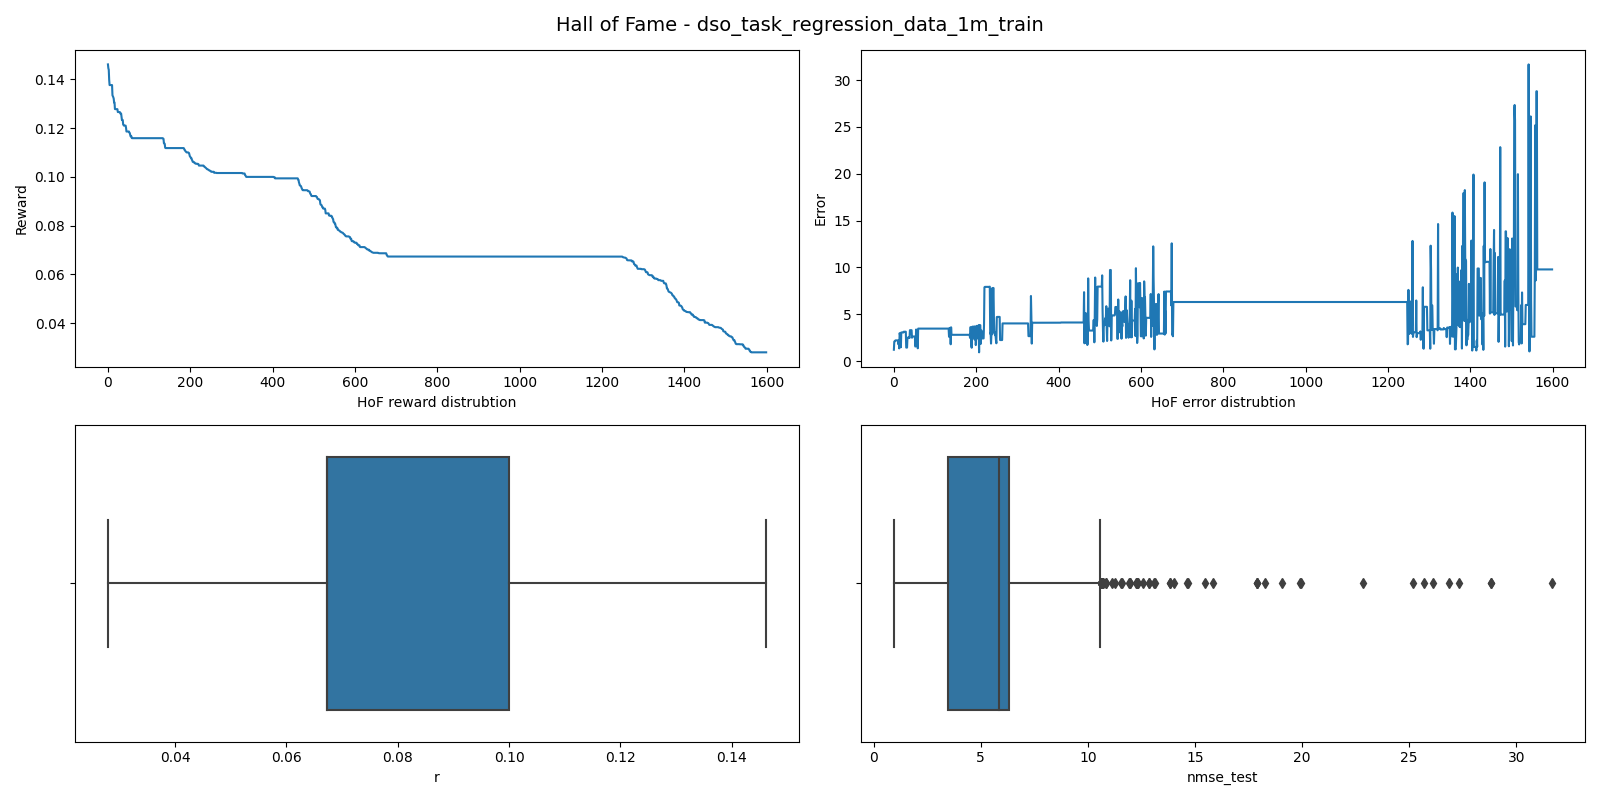 Hall of Fame - dso_task_regression_data_1m_train
Reward
0.14
0.12
0.10
0.08
0.06
0.04
0 200 400 600 800 1000 1200 1400 1600
HoF reward distrubtion
Error
30
25
20
15
10
5
0
0 200 400 600 800 1000 1200 1400 1600
HoF error distrubtion
0.04 0.06 0.08 0.10 0.12 0.14
r
0 5 10 15 20 25 30
nmse_test